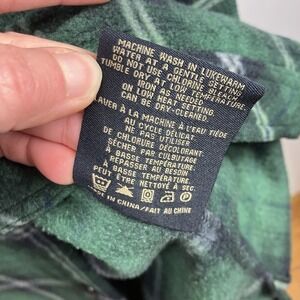 MACHINE WASH IN LUKEWARM
WATER AT A GENTLE SETTING.
DO NOT USE CHLORINE BLEACH.
TUMBLE DRY AT LOW TEMPERATURE.
IRON AS NEEDED
ON LOW HEAT SETTING.
CAN BE DRY-CLEANED.
LAVER À LA MACHINE À L'EAU TIÈDE
AU CYCLE DÉLICAT.
NE PAS UTILISER
DE CHLORURE DÉCOLORANT.
SÉCHER PAR CULBUTAGE
À BASSE TEMPÉRATURE.
À REPASSER AU BESOIN
À BASSE TEMPÉRATURE.
PEUT ÊTRE NETTOYÉ À SEC.
IN CHINA/FAIT AU CHINE